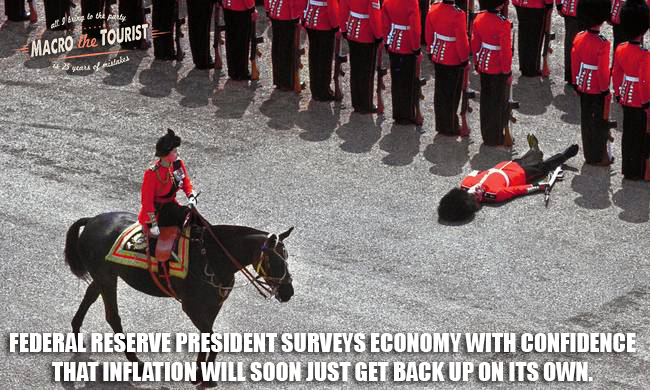 all I bring to the party
MACRO the TOURIST
is 25 years of mistakes
FEDERAL RESERVE PRESIDENT SURVEYS ECONOMY WITH CONFIDENCE
THAT INFLATION WILL SOON JUST GET BACK UP ON ITS OWN.